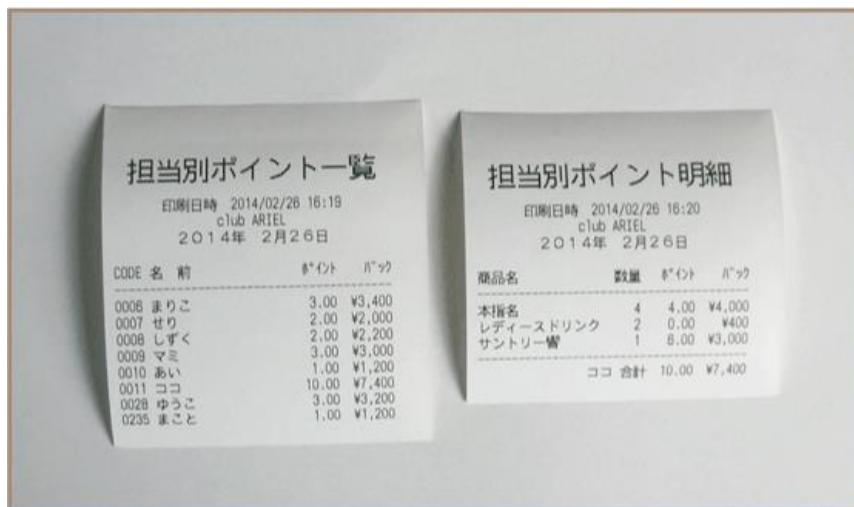 担当別ポイント一覧
印刷日時 2014/02/26 16:19
club ARIEL
2014年 2月26日
CODE 名 前 ﾎﾟｲﾝﾄ ﾊﾞｯｸ
0006 まりこ 3.00 ¥3,400
0007 せり 2.00 ¥2,000
0008 しずく 2.00 ¥2,200
0009 マミ 3.00 ¥3,000
0010 あい 1.00 ¥1,200
0011 ココ 10.00 ¥7,400
0028 ゆうこ 3.00 ¥3,200
0235 まこと 1.00 ¥1,200
担当別ポイント明細
印刷日時 2014/02/26 16:20
club ARIEL
2014年 2月26日
商品名 数量 ﾎﾟｲﾝﾄ ﾊﾞｯｸ
本指名 4 4.00 ¥4,000
レディースドリンク 2 0.00 ¥400
サントリー響 1 6.00 ¥3,000
ココ 合計 10.00 ¥7,400